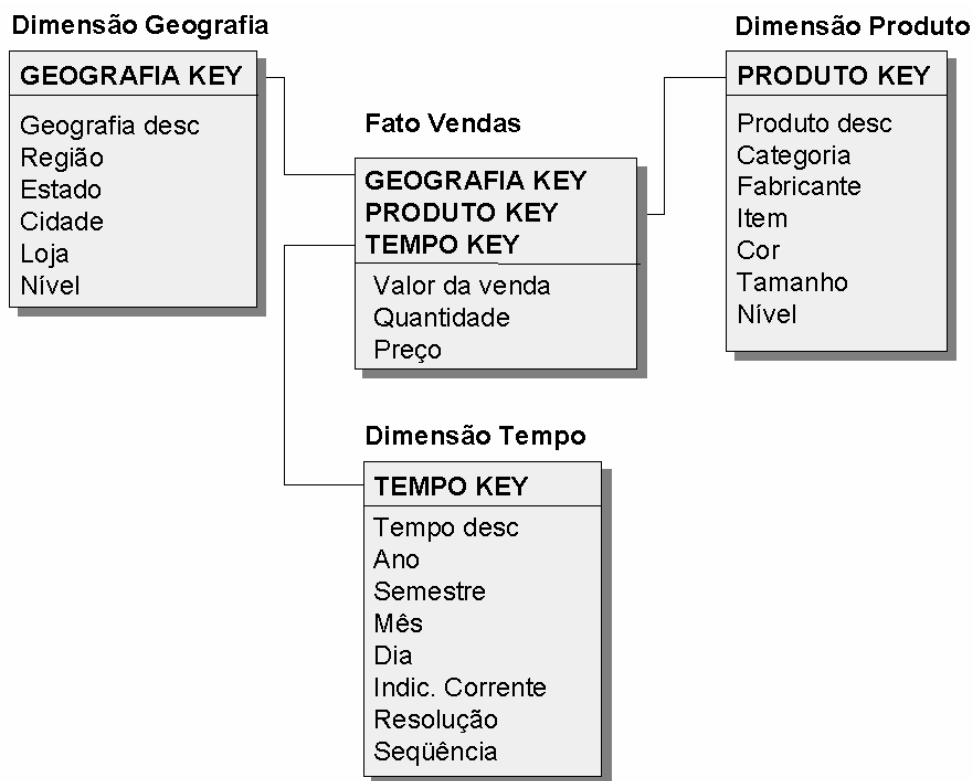 Dimensão Geografia
GEOGRAFIA KEY
Geografia desc
Região
Estado
Cidade
Loja
Nível
Fato Vendas
GEOGRAFIA KEY
PRODUTO KEY
TEMPO KEY
Valor da venda
Quantidade
Preço
Dimensão Produto
PRODUTO KEY
Produto desc
Categoria
Fabricante
Item
Cor
Tamanho
Nível
Dimensão Tempo
TEMPO KEY
Tempo desc
Ano
Semestre
Mês
Dia
Indic. Corrente
Resolução
Seqüência